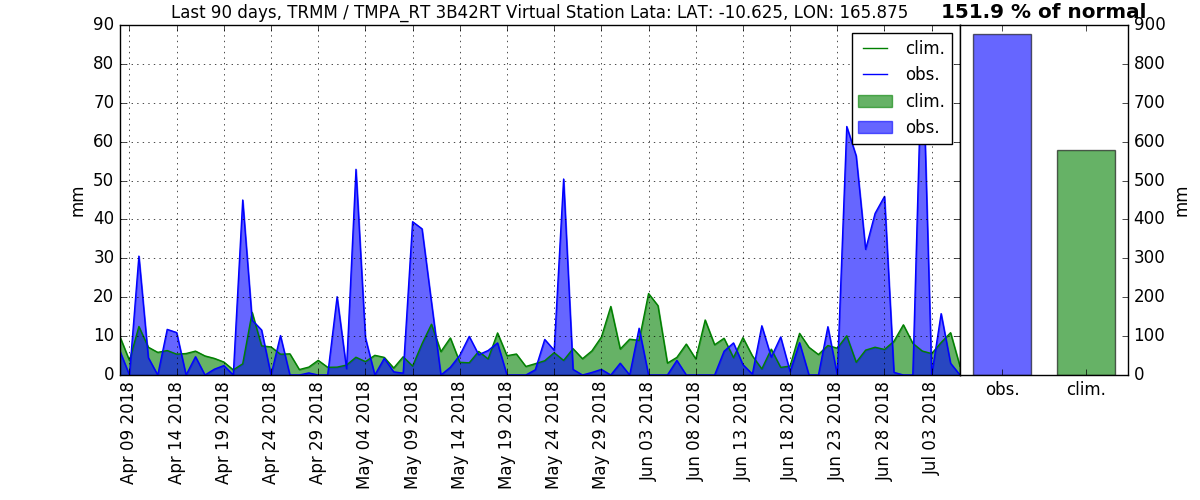 Last 90 days, TRMM / TMPA_RT 3B42RT Virtual Station Lata: LAT: -10.625, LON: 165.875
151.9 % of normal
90
80
70
60
50
40
30
20
10
0
mm
clim.
obs.
clim.
obs.
900
800
700
600
500
400
300
200
100
0
mm
Apr 09 2018
Apr 14 2018
Apr 19 2018
Apr 24 2018
Apr 29 2018
May 04 2018
May 09 2018
May 14 2018
May 19 2018
May 24 2018
May 29 2018
Jun 03 2018
Jun 08 2018
Jun 13 2018
Jun 18 2018
Jun 23 2018
Jun 28 2018
Jul 03 2018
obs.
clim.